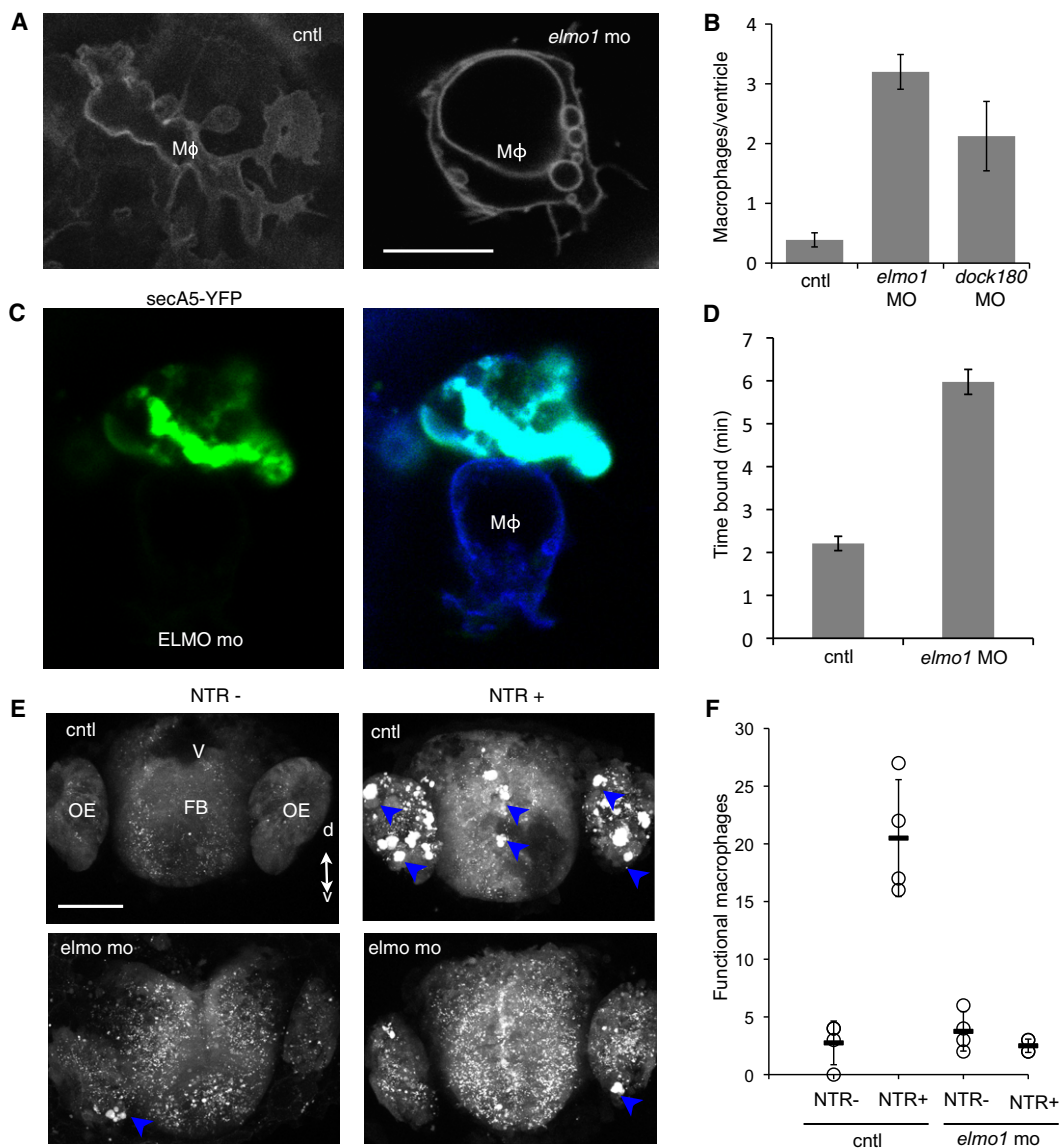 A
cntl
Mϕ
elmo1 mo
Mϕ
B
Macrophages/ventricle
4
3
2
1
0
cntl
elmo1
MO
dock180
MO
C
secA5-YFP
ELMO mo
Mϕ
D
Time bound (min)
7
6
5
4
3
2
1
0
cntl
elmo1 MO
E
NTR -
NTR +
cntl
V
OE
FB
OE
d
v
cntl
elmo mo
elmo mo
F
Functional macrophages
30
25
20
15
10
5
0
NTR- NTR+ NTR- NTR+
cntl elmo1 mo